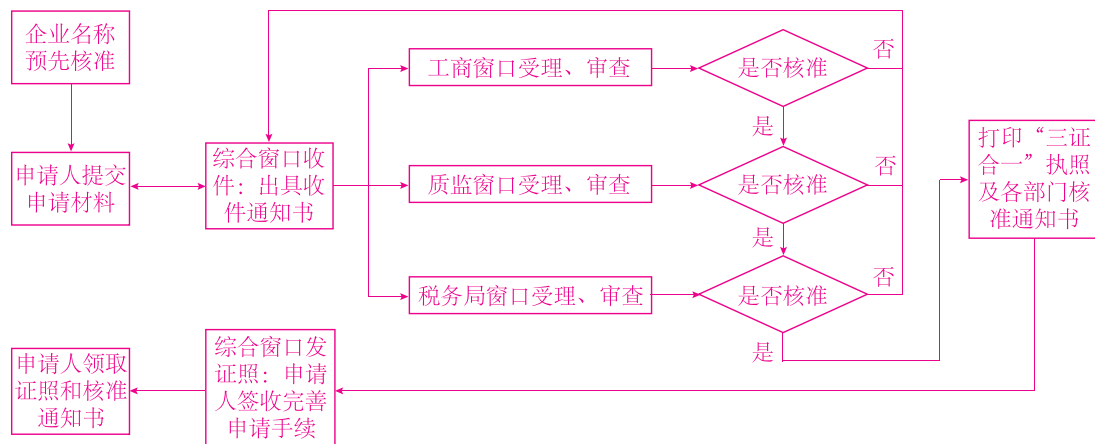 企业名称
预先核准
申请人提交
申请材料
综合窗口收
件：出具收
件通知书
工商窗口受理、审查
是否核准
否
是
质监窗口受理、审查
是否核准
否
是
税务局窗口受理、审查
是否核准
否
是
打印“三证
合一”执照
及各部门核
准通知书
综合窗口发
证照：申请
人签收完善
申请手续
申请人领取
证照和核准
通知书